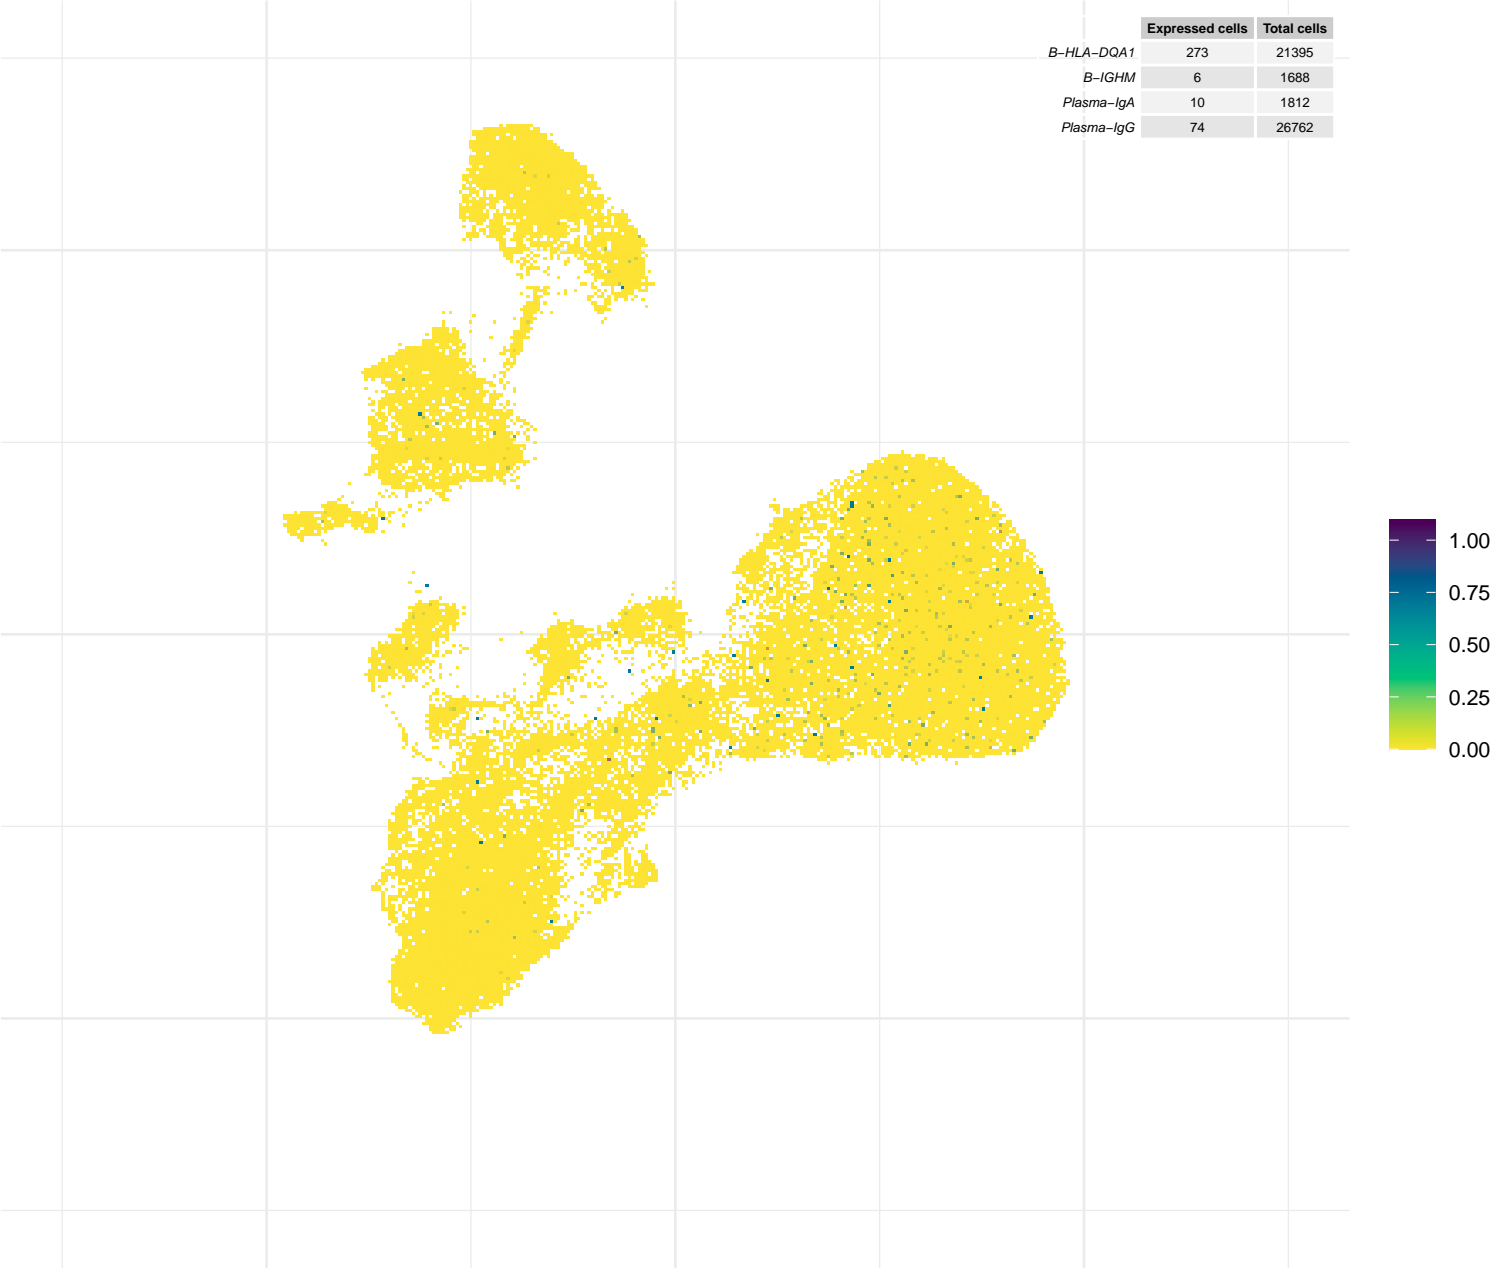 Expressed cells Total cells
B−HLA−DQA1 273 21395
B−IGHM 6 1688
Plasma−IgA 10 1812
Plasma−IgG 74 26762
1.00
0.75
0.50
0.25
0.00